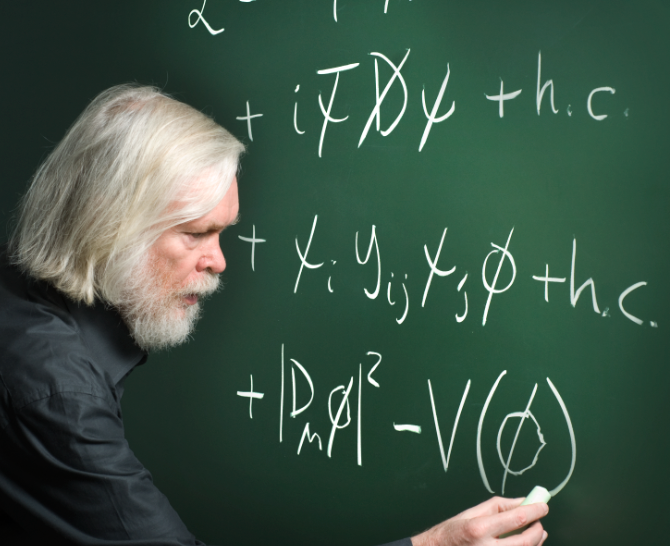 + iψ̄D̸ψ + h.c.
+ χᵢ yᵢⱼ χⱼ φ + h.c.
+ |Dμφ|² − V(φ)